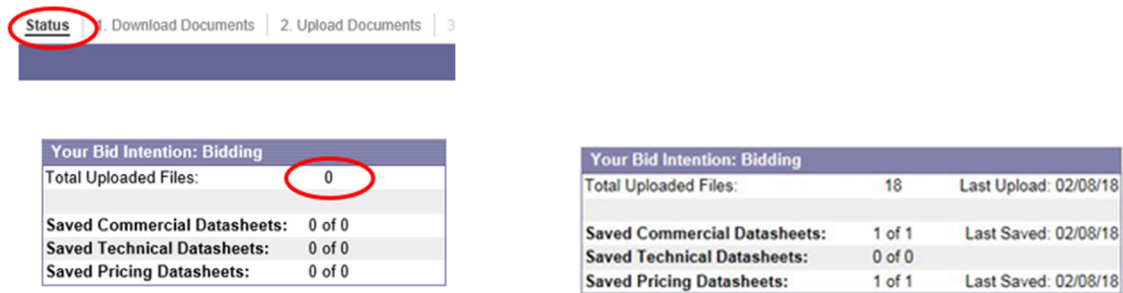 Status | 1. Download Documents | 2. Upload Documents | 3
Your Bid Intention: Bidding
Total Uploaded Files: 0
Saved Commercial Datasheets: 0 of 0
Saved Technical Datasheets: 0 of 0
Saved Pricing Datasheets: 0 of 0
Your Bid Intention: Bidding
Total Uploaded Files: 18 Last Upload: 02/08/18
Saved Commercial Datasheets: 1 of 1 Last Saved: 02/08/18
Saved Technical Datasheets: 0 of 0
Saved Pricing Datasheets: 1 of 1 Last Saved: 02/08/18